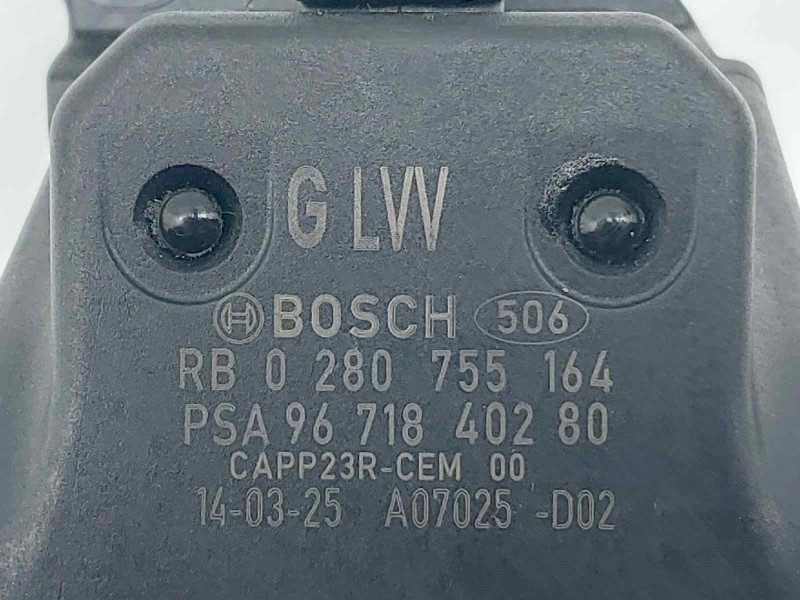 G LVV
BOSCH 506
RB 0 280 755 164
PSA 96 718 402 80
CAPP23R-CEM 00
14-03-25 A07025 -D02